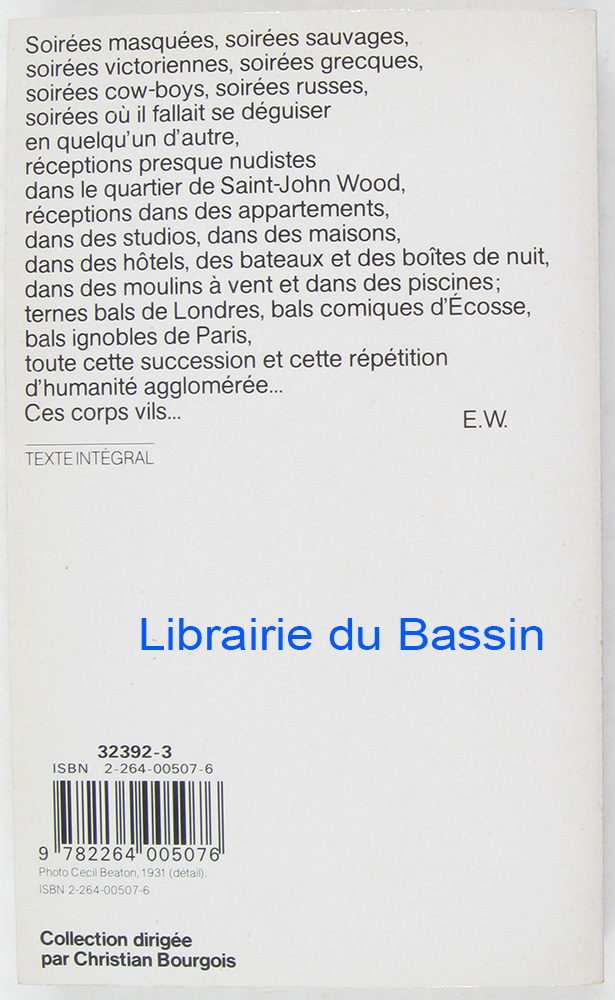 Soirées masquées, soirées sauvages,
soirées victoriennes, soirées grecques,
soirées cow-boys, soirées russes,
soirées où il fallait se déguiser
en quelqu'un d'autre,
réceptions presque nudistes
dans le quartier de Saint-John Wood,
réceptions dans des appartements,
dans des studios, dans des maisons,
dans des hôtels, des bateaux et des boîtes de nuit,
dans des moulins à vent et dans des piscines;
ternes bals de Londres, bals comiques d'Écosse,
bals ignobles de Paris,
toute cette succession et cette répétition
d'humanité agglomérée...
Ces corps vils...
E.W.
TEXTE INTÉGRAL
Librairie du Bassin
32392-3
ISBN 2-264-00507-6
9 782264 005076
Photo Cecil Beaton, 1931 (détail).
ISBN 2-264-00507-6
Collection dirigée
par Christian Bourgois